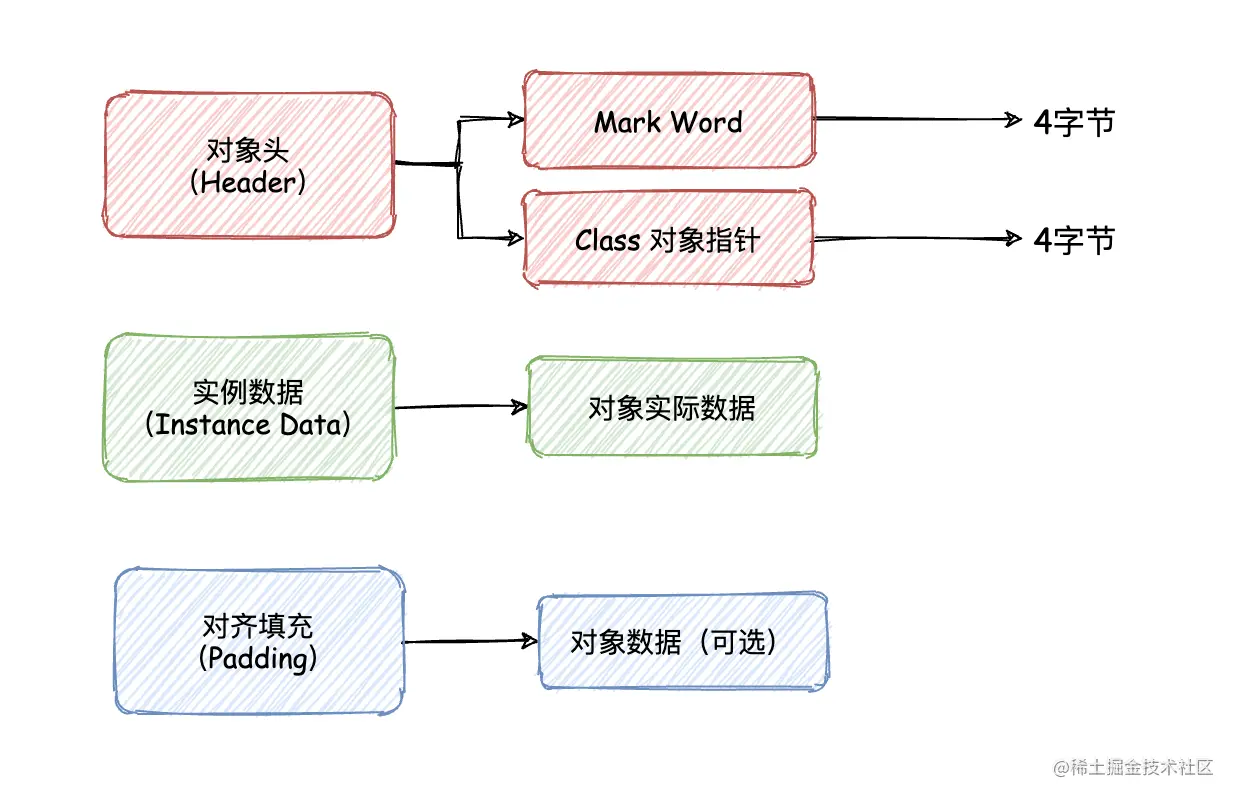 对象头
(Header)
Mark Word
4字节
Class 对象指针
4字节
实例数据
(Instance Data)
对象实际数据
对齐填充
(Padding)
对象数据（可选）
@稀土掘金技术社区